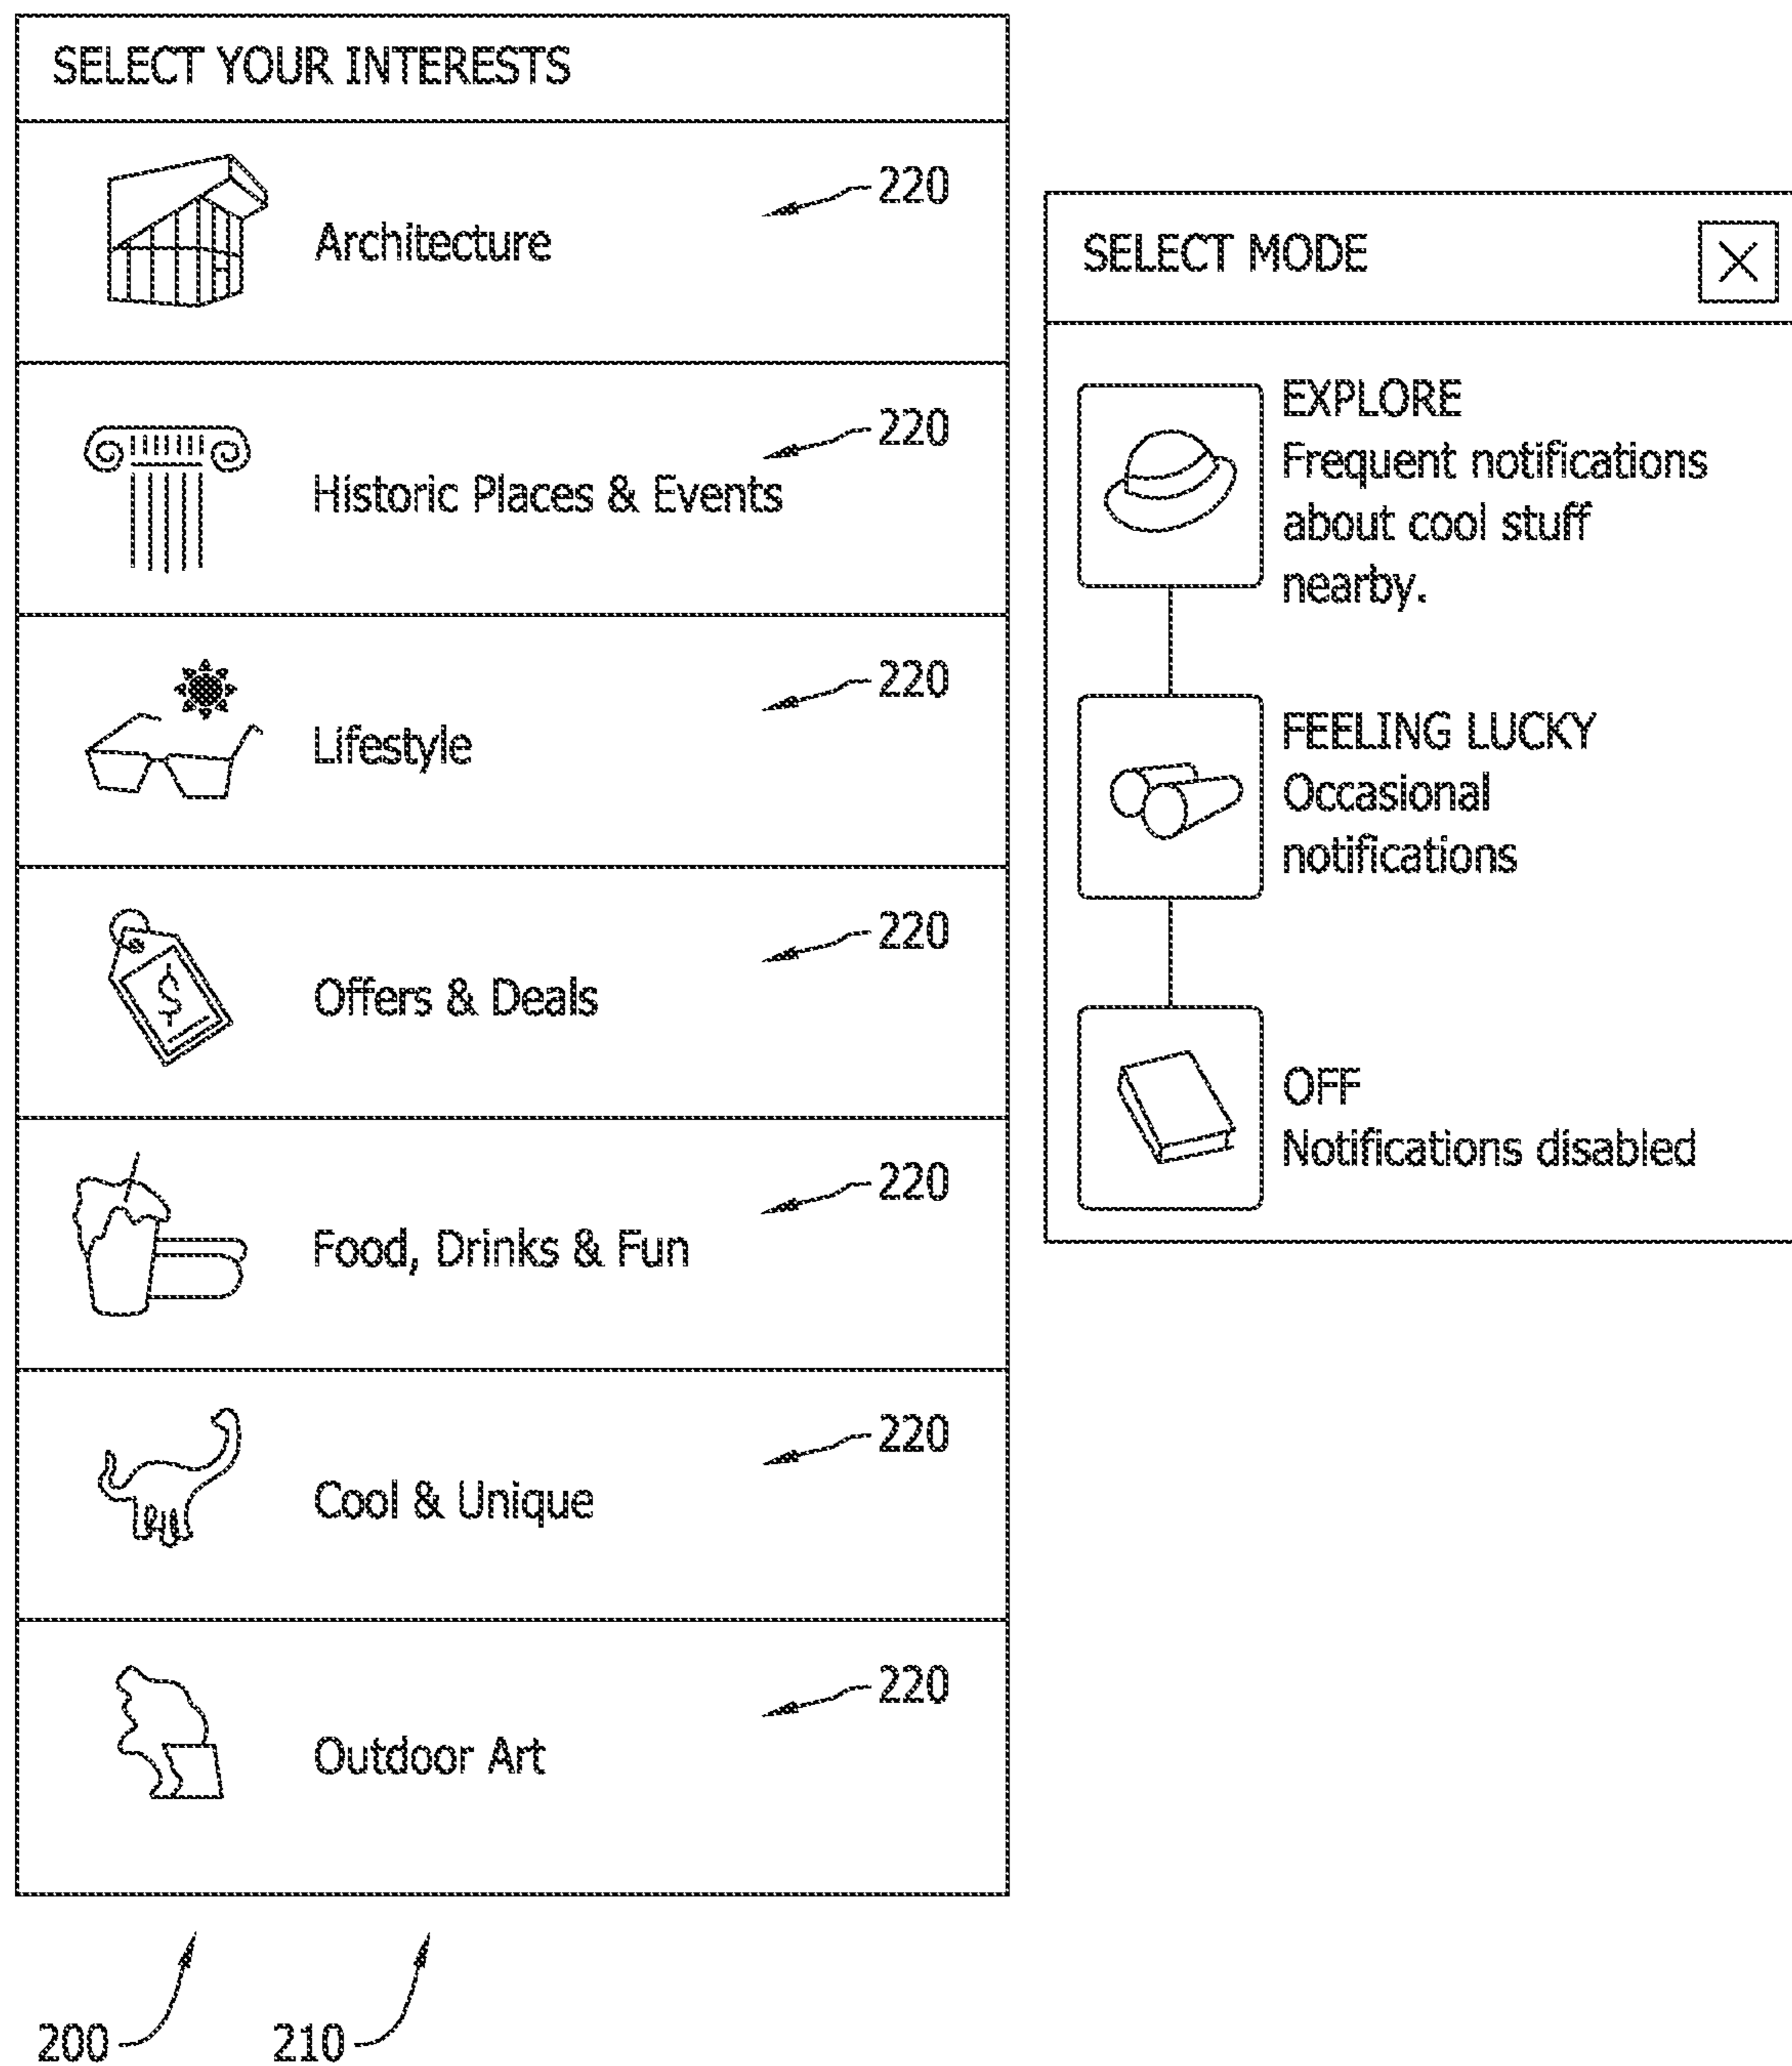 SELECT YOUR INTERESTS
220
Architecture
220
Historic Places & Events
220
Lifestyle
220
$
Offers & Deals
220
Food, Drinks & Fun
220
Cool & Unique
220
Outdoor Art
200
210
SELECT MODE
X
EXPLORE
Frequent notifications
about cool stuff
nearby.
FEELING LUCKY
Occasional
notifications
OFF
Notifications disabled